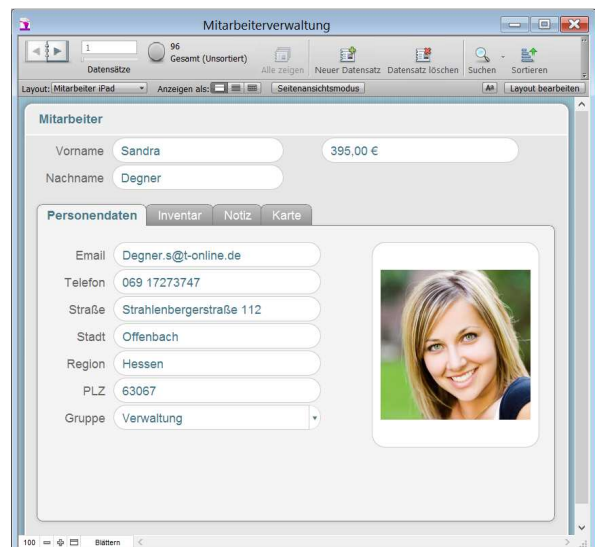 Mitarbeiterverwaltung
1
Datensätze
96
Gesamt (Unsortiert)
Alle zeigen Neuer Datensatz Datensatz löschen Suchen Sortieren
Layout: Mitarbeiter iPad Anzeigen als: Seitenansichtsmodus Aa Layout bearbeiten
Mitarbeiter
Vorname Sandra 395,00 €
Nachname Degner
Personendaten Inventar Notiz Karte
Email Degner.s@t-online.de
Telefon 069 17273747
Straße Strahlenbergerstraße 112
Stadt Offenbach
Region Hessen
PLZ 63067
Gruppe Verwaltung
100 Blättern